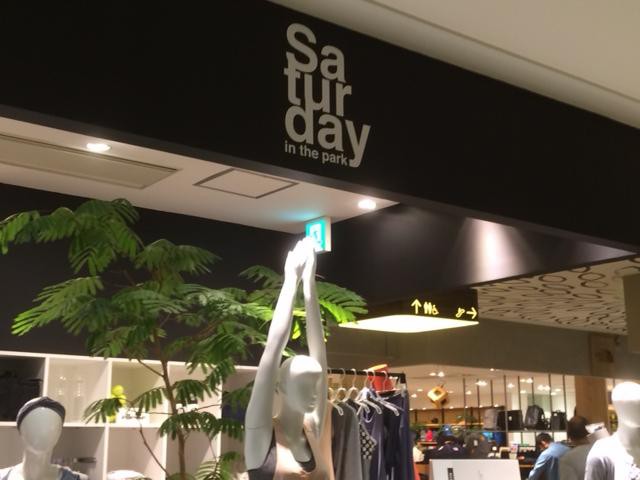 Sa
tur
day
in the park